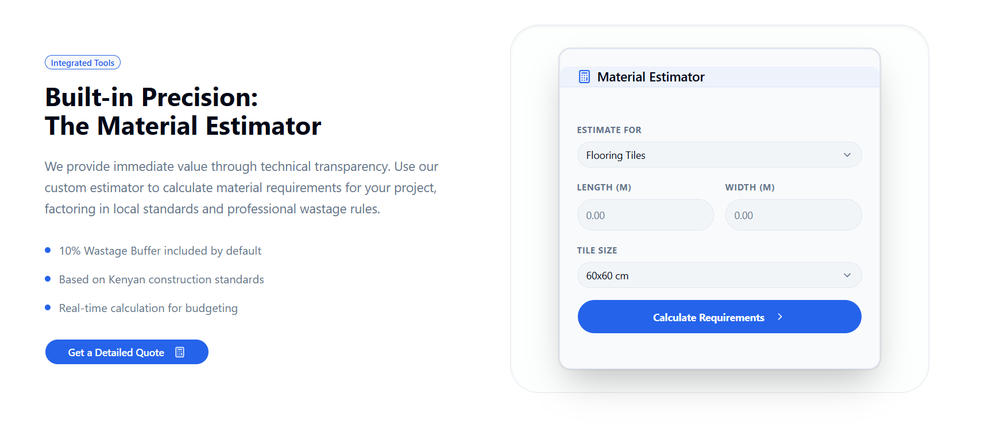 Integrated Tools
Built-in Precision:
The Material Estimator
We provide immediate value through technical transparency. Use our
custom estimator to calculate material requirements for your project,
factoring in local standards and professional wastage rules.
10% Wastage Buffer included by default
Based on Kenyan construction standards
Real-time calculation for budgeting
Get a Detailed Quote
Material Estimator
ESTIMATE FOR
Flooring Tiles
LENGTH (M) WIDTH (M)
0.00 0.00
TILE SIZE
60x60 cm
Calculate Requirements